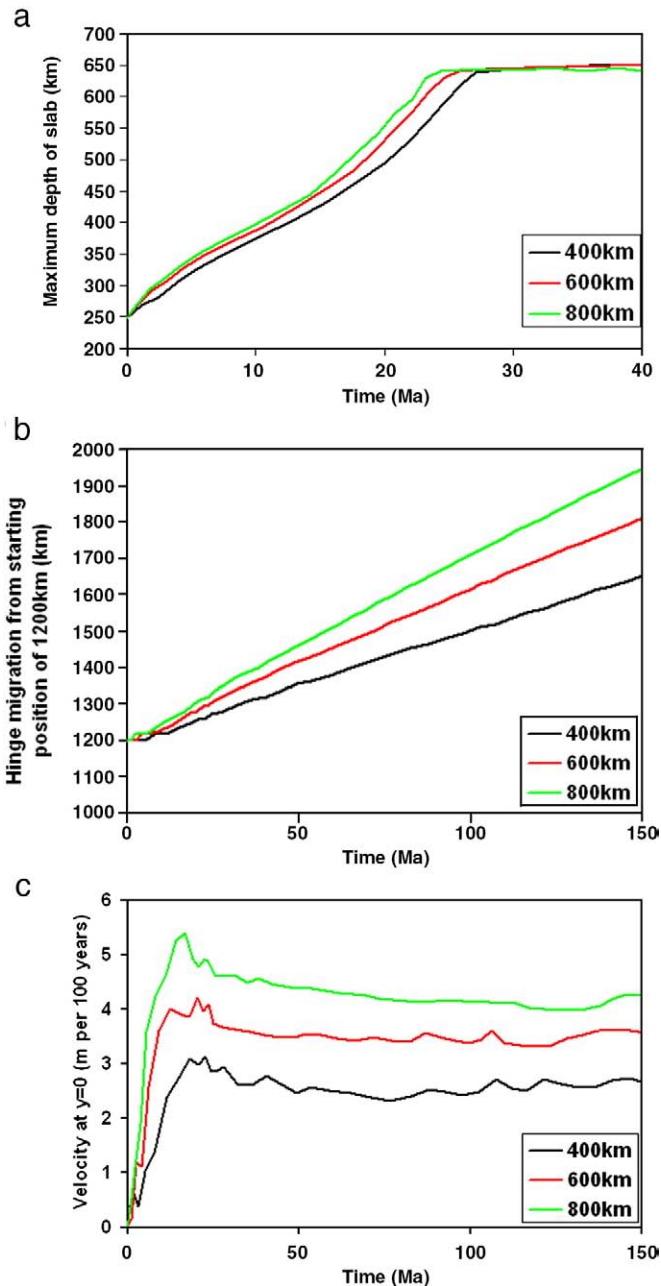 a
Maximum depth of slab (km)
700
650
600
550
500
450
400
350
300
250
200
0
10
20
30
40
Time (Ma)
400km
600km
800km
b
Hinge migration from starting
position of 1200km (km)
2000
1900
1800
1700
1600
1500
1400
1300
1200
1100
1000
0
50
100
150
Time (Ma)
400km
600km
800km
c
Velocity at y=0 (m per 100 years)
6
5
4
3
2
1
0
0
50
100
150
Time (Ma)
400km
600km
800km